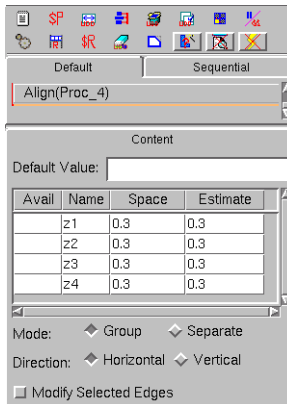 $P
$R
Default Sequential
Align(Proc_4)
Content
Default Value:
Avail Name Space Estimate
z1 0.3 0.3
z2 0.3 0.3
z3 0.3 0.3
z4 0.3 0.3
Mode: Group Separate
Direction: Horizontal Vertical
Modify Selected Edges